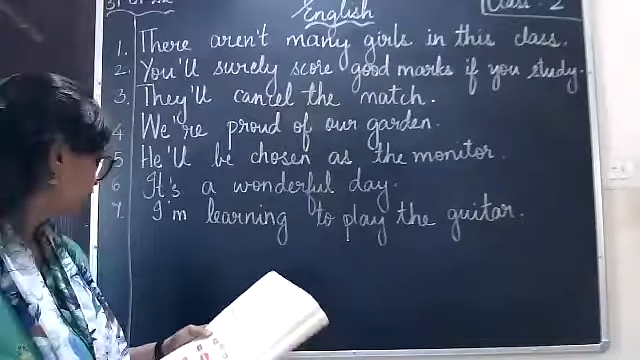 English
Class - 2
1. There aren't many girls in this class.
2. You'll surely score good marks if you study.
3. They'll cancel the match.
4 We're proud of our garden.
5 He'll be chosen as the monitor.
6 It's a wonderful day.
7. I'm learning to play the guitar.